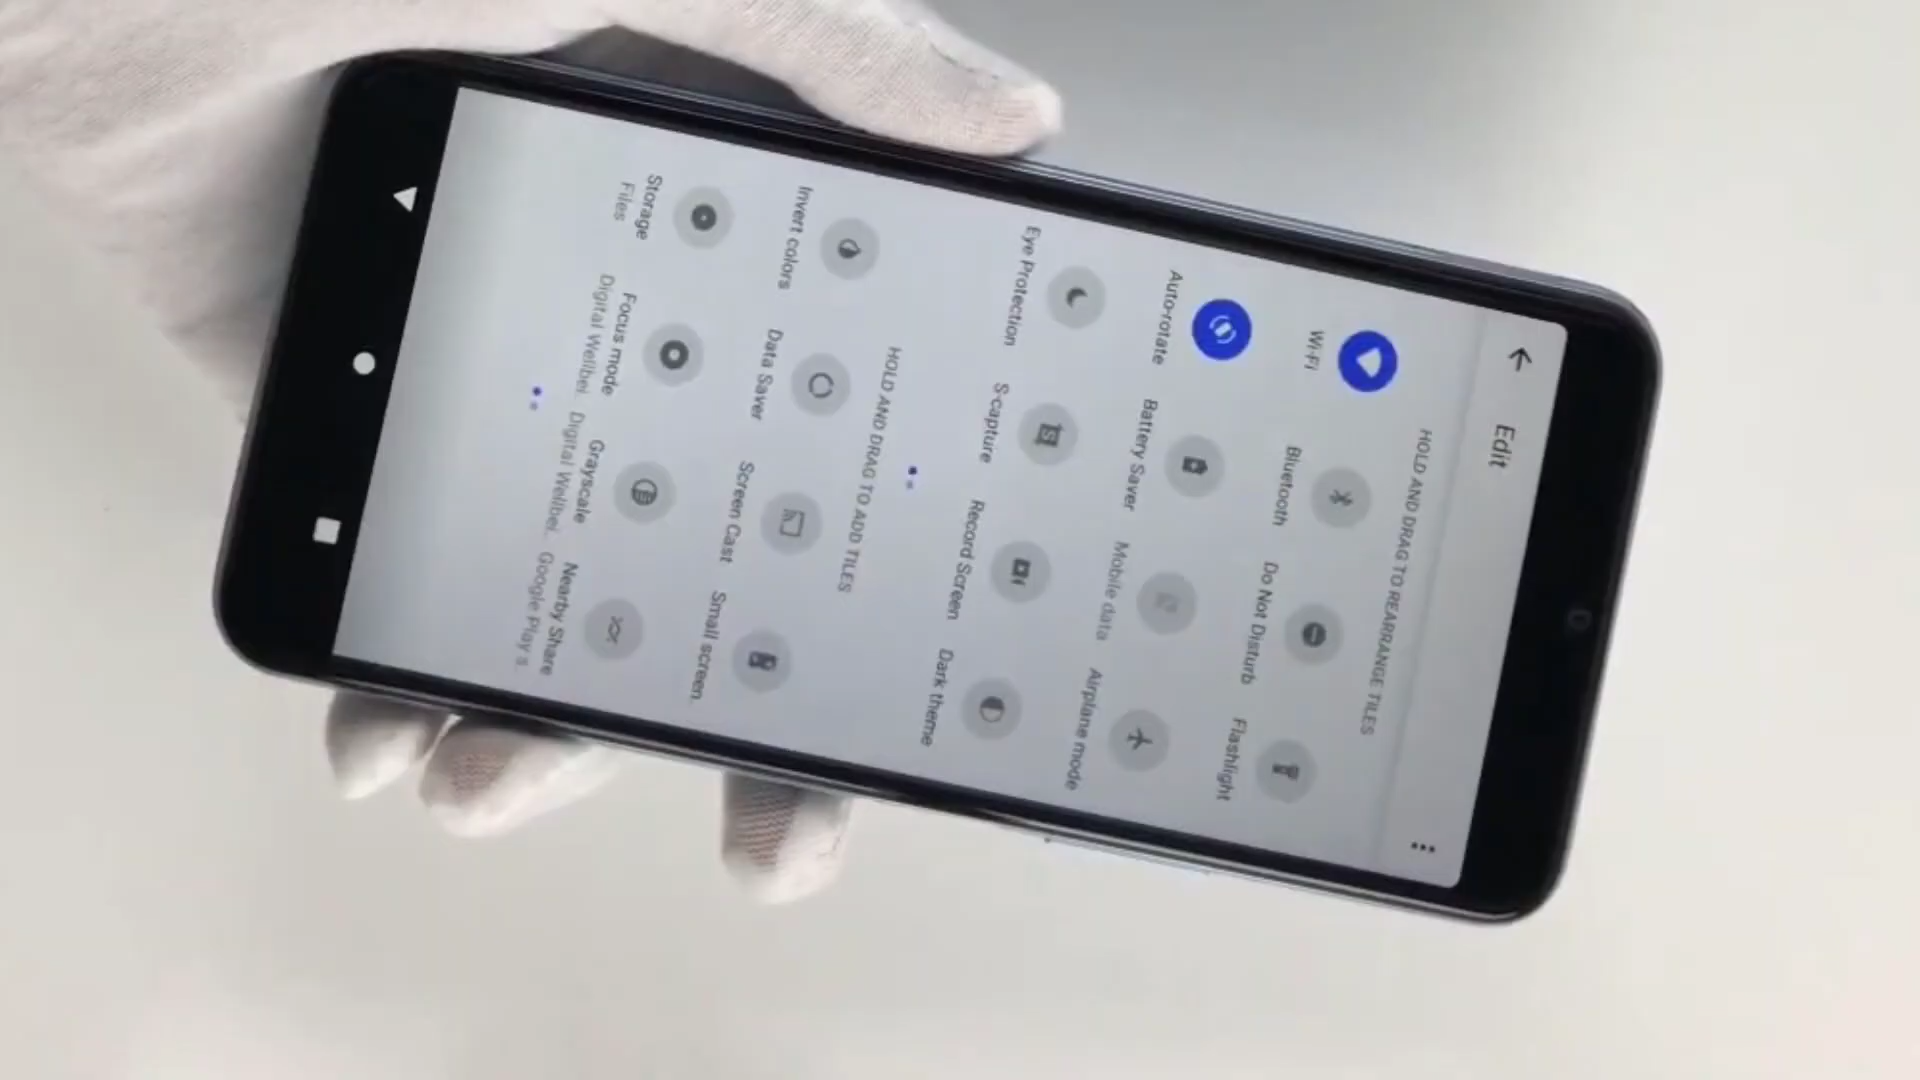 Edit
HOLD AND DRAG TO REARRANGE TILES
Wi-Fi
Bluetooth
Do Not Disturb
Flashlight
Auto-rotate
Battery Saver
Mobile data
Airplane mode
Eye Protection
S-capture
Record Screen
Dark theme
HOLD AND DRAG TO ADD TILES
Invert colors
Data Saver
Screen Cast
Small screen.
Storage
Files
Focus mode
Digital Wellbei..
Grayscale
Digital Wellbei..
Nearby Share
Google Play s..